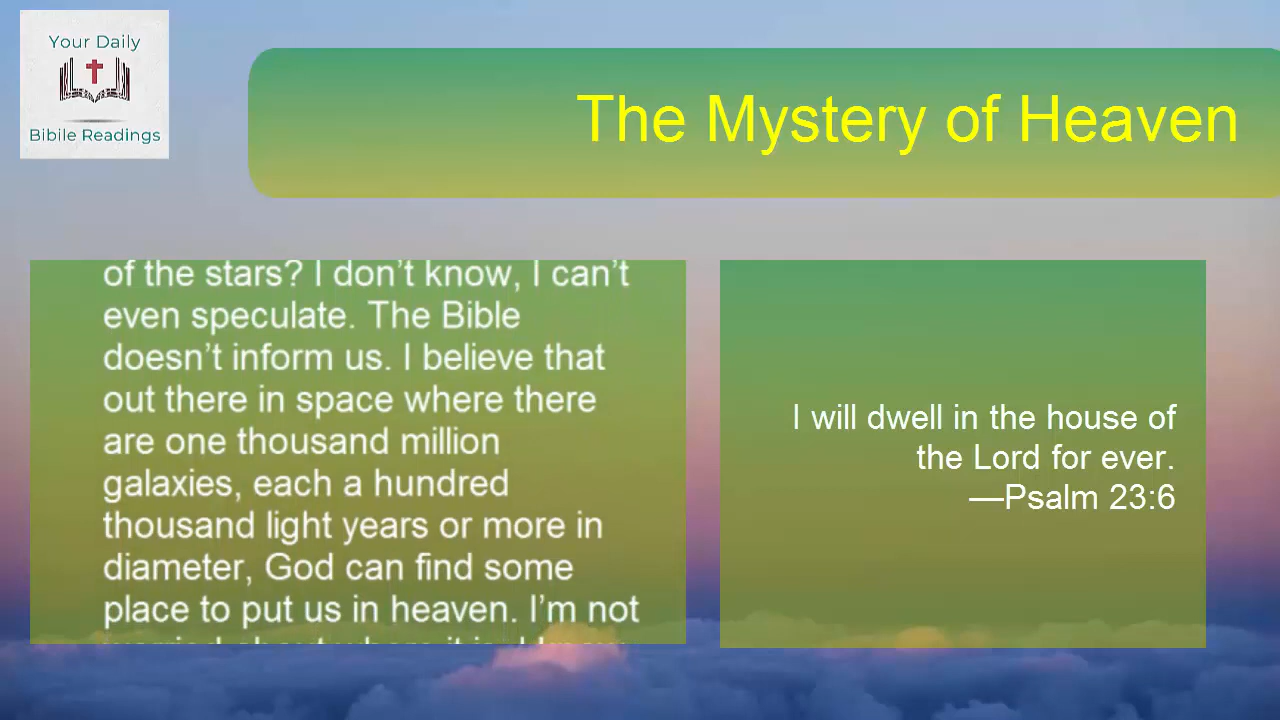 Your Daily
Bibile Readings
The Mystery of Heaven
of the stars? I don’t know, I can’t
even speculate. The Bible
doesn’t inform us. I believe that
out there in space where there
are one thousand million
galaxies, each a hundred
thousand light years or more in
diameter, God can find some
place to put us in heaven. I’m not
I will dwell in the house of
the Lord for ever.
—Psalm 23:6